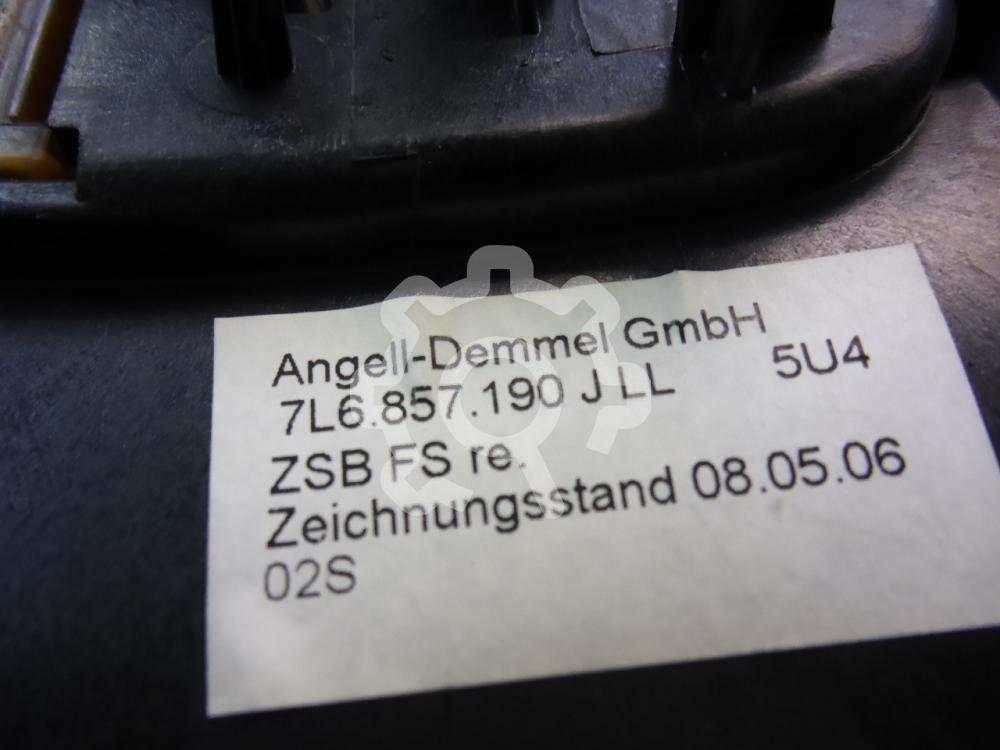 Angell-Demmel GmbH
7L6.857.190 J LL 5U4
ZSB FS re.
Zeichnungsstand 08.05.06
02S